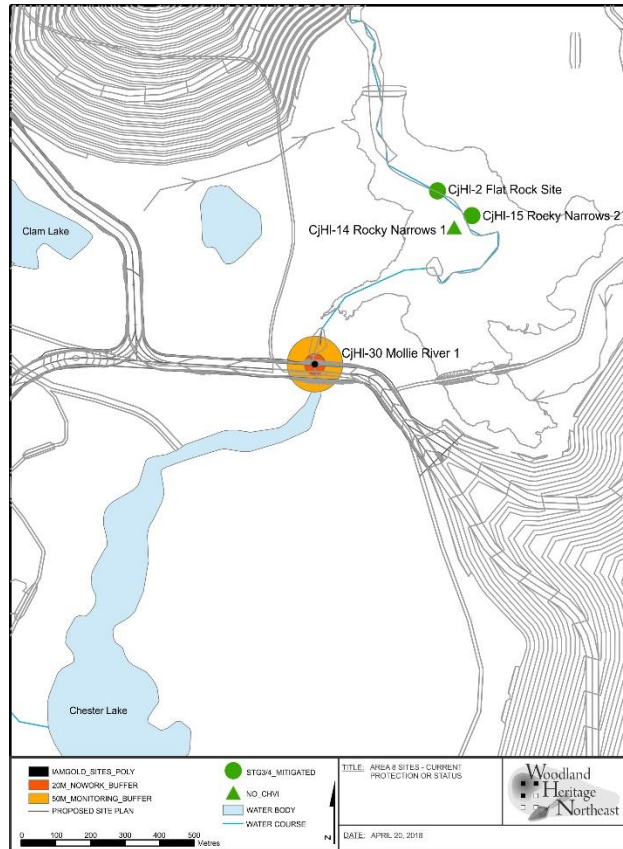 CjHl-2 Flat Rock Site
CjHl-15 Rocky Narrows 2
CjHl-14 Rocky Narrows 1
Clam Lake
CjHl-30 Mollie River 1
Chester Lake
IAMGOLD_SITES_POLY
20M_NOWORK_BUFFER
50M_MONITORING_BUFFER
PROPOSED SITE PLAN
0 100 200 300 400 500
Metres
STG3/4_MITIGATED
NO_CHVI
WATER BODY
WATER COURSE
N
TITLE: AREA 8 SITES - CURRENT
PROTECTION OR STATUS
DATE: APRIL 20, 2018
Woodland
Heritage
Northeast